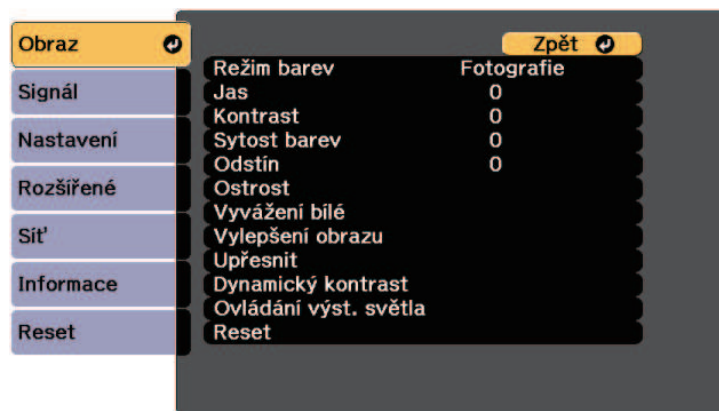 Obraz
Signál
Nastavení
Rozšířené
Síť
Informace
Reset
Zpět
Režim barev Fotografie
Jas 0
Kontrast 0
Sytost barev 0
Odstín 0
Ostrost
Vyvážení bílé
Vylepšení obrazu
Upřesnit
Dynamický kontrast
Ovládání výst. světla
Reset